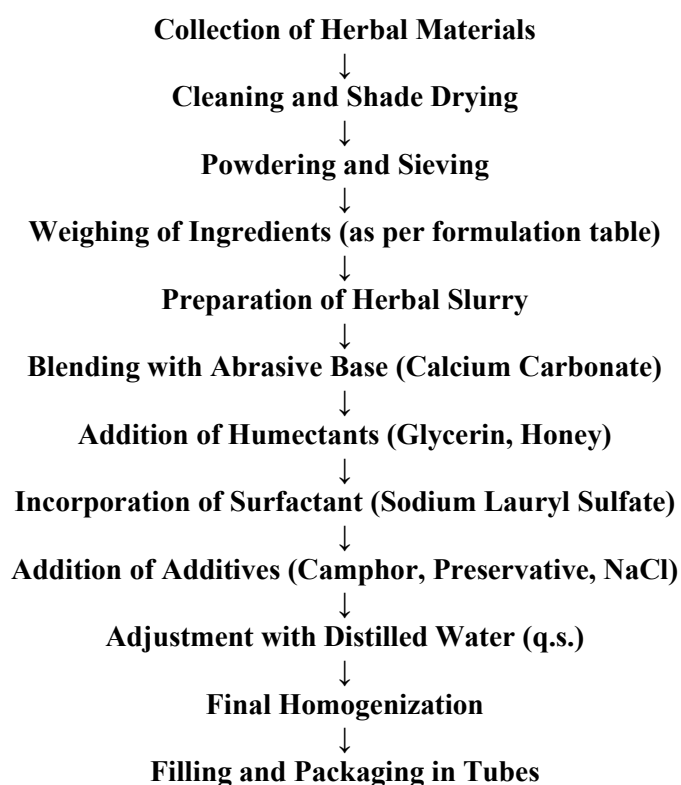 Collection of Herbal Materials
↓
Cleaning and Shade Drying
↓
Powdering and Sieving
↓
Weighing of Ingredients (as per formulation table)
↓
Preparation of Herbal Slurry
↓
Blending with Abrasive Base (Calcium Carbonate)
↓
Addition of Humectants (Glycerin, Honey)
↓
Incorporation of Surfactant (Sodium Lauryl Sulfate)
↓
Addition of Additives (Camphor, Preservative, NaCl)
↓
Adjustment with Distilled Water (q.s.)
↓
Final Homogenization
↓
Filling and Packaging in Tubes